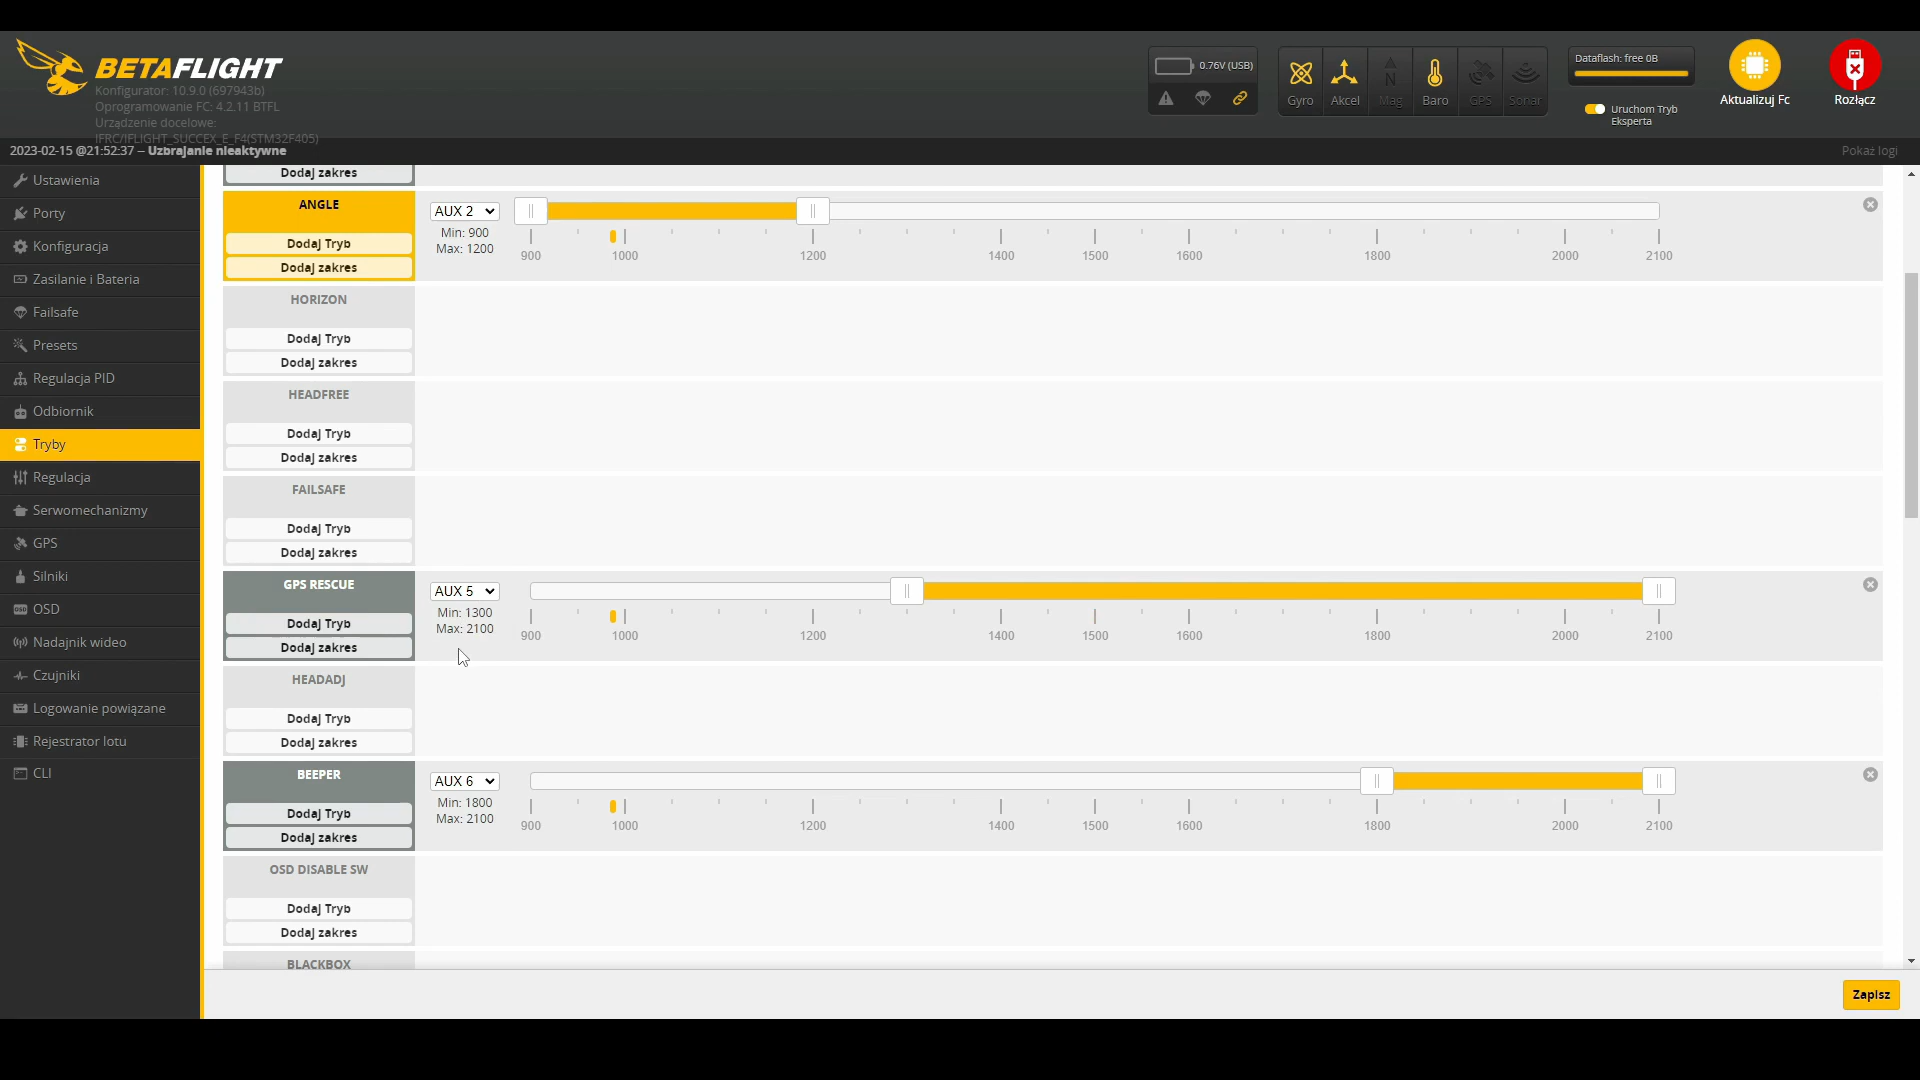 BETAFLIGHT
Konfigurator: 10.9.0 (697943b)
Oprogramowanie FC: 4.2.11 BTFL
Urządzenie docelowe:
IFRC/IFLIGHT_SUCCEX_E_F4(STM32F405)
0.76V (USB)
Gyro
Akcel
Mag
Baro
GPS
Sonar
Dataflash: free 0B
Uruchom Tryb
Eksperta
Aktualizuj Fc
Rozłącz
2023-02-15 @21:52:37 -- Uzbrajanie nieaktywne
Pokaż logi
Ustawienia
Porty
Konfiguracja
Zasilanie i Bateria
Failsafe
Presets
Regulacja PID
Odbiornik
Tryby
Regulacja
Serwomechanizmy
GPS
Silniki
OSD
Nadajnik wideo
Czujniki
Logowanie powiązane
Rejestrator lotu
CLI
Dodaj zakres
ANGLE
Dodaj Tryb
Dodaj zakres
AUX 2
Min: 900
Max: 1200
900 1000 1200 1400 1500 1600 1800 2000 2100
HORIZON
Dodaj Tryb
Dodaj zakres
HEADFREE
Dodaj Tryb
Dodaj zakres
FAILSAFE
Dodaj Tryb
Dodaj zakres
GPS RESCUE
Dodaj Tryb
Dodaj zakres
AUX 5
Min: 1300
Max: 2100
900 1000 1200 1400 1500 1600 1800 2000 2100
HEADADJ
Dodaj Tryb
Dodaj zakres
BEEPER
Dodaj Tryb
Dodaj zakres
AUX 6
Min: 1800
Max: 2100
900 1000 1200 1400 1500 1600 1800 2000 2100
OSD DISABLE SW
Dodaj Tryb
Dodaj zakres
BLACKBOX
Zapisz